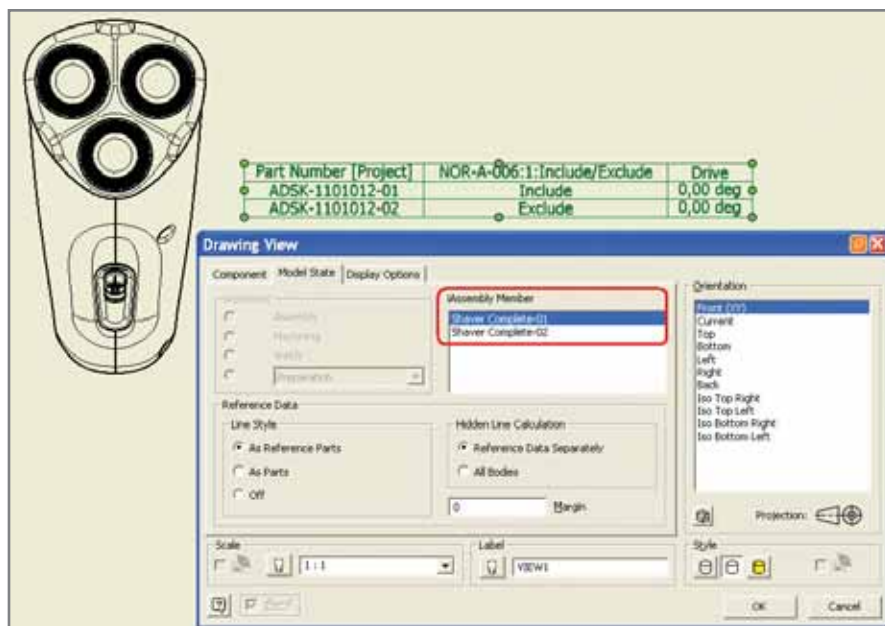 Part Number [Project] NOR-A-006:1:Include/Exclude Drive
ADSK-1101012-01 Include 0,00 deg
ADSK-1101012-02 Exclude 0,00 deg
Drawing View
Component Model State Display Options
iAssembly Member
Shaver Complete-01
Shaver Complete-02
Assembly
Machining
Welds
Preparation
Orientation
Front (XY)
Current
Top
Bottom
Left
Right
Back
Iso Top Right
Iso Top Left
Iso Bottom Right
Iso Bottom Left
Reference Data
Line Style
As Reference Parts
As Parts
Off
Hidden Line Calculation
Reference Data Separately
All Bodies
0 Margin
Projection:
Scale
1 : 1
Label
VIEW1
Style
OK Cancel